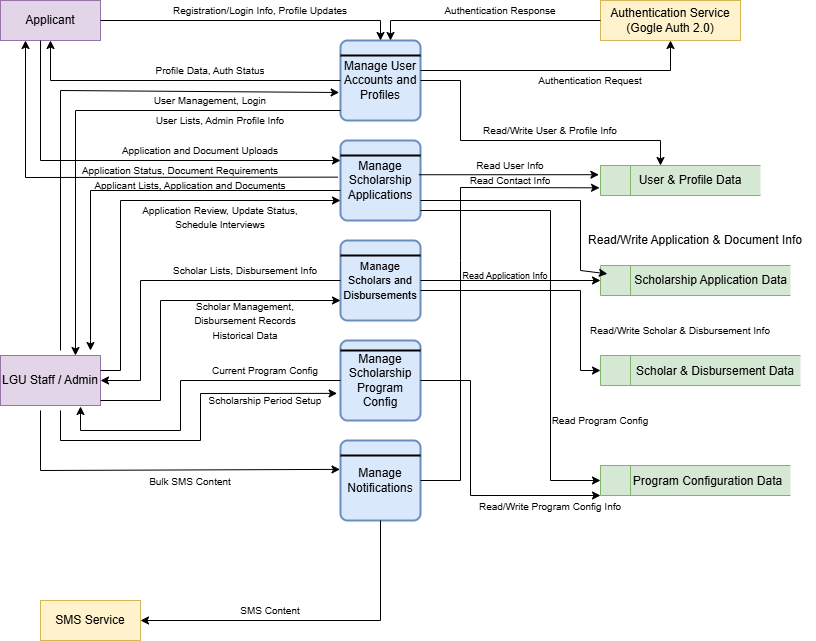 Registration/Login Info, Profile Updates
Authentication Response
Applicant
Authentication Service
(Gogle Auth 2.0)
Manage User
Accounts and
Profiles
Profile Data, Auth Status
Authentication Request
User Management, Login
User Lists, Admin Profile Info
Read/Write User & Profile Info
Application and Document Uploads
Manage
Scholarship
Applications
Read User Info
Application Status, Document Requirements
Read Contact Info
User & Profile Data
Applicant Lists, Application and Documents
Application Review, Update Status,
Schedule Interviews
Read/Write Application & Document Info
Manage
Scholars and
Disbursements
Scholar Lists, Disbursement Info
Read Application Info
Scholarship Application Data
Scholar Management,
Disbursement Records
Historical Data
Read/Write Scholar & Disbursement Info
Manage
Scholarship
Program
Config
Current Program Config
Scholar & Disbursement Data
LGU Staff / Admin
Scholarship Period Setup
Read Program Config
Manage
Notifications
Bulk SMS Content
Program Configuration Data
Read/Write Program Config Info
SMS Content
SMS Service